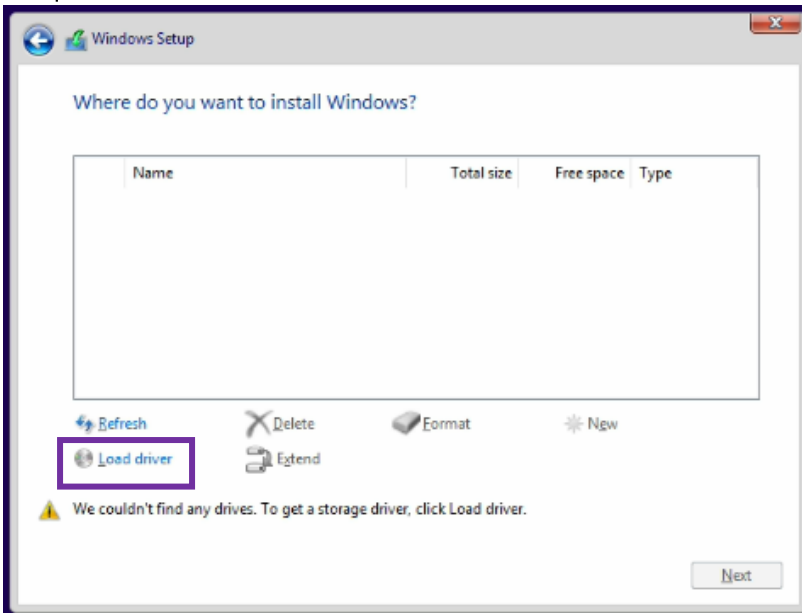 Windows Setup
Where do you want to install Windows?
Name Total size Free space Type
Refresh Delete Format New
Load driver Extend
We couldn't find any drives. To get a storage driver, click Load driver.
Next